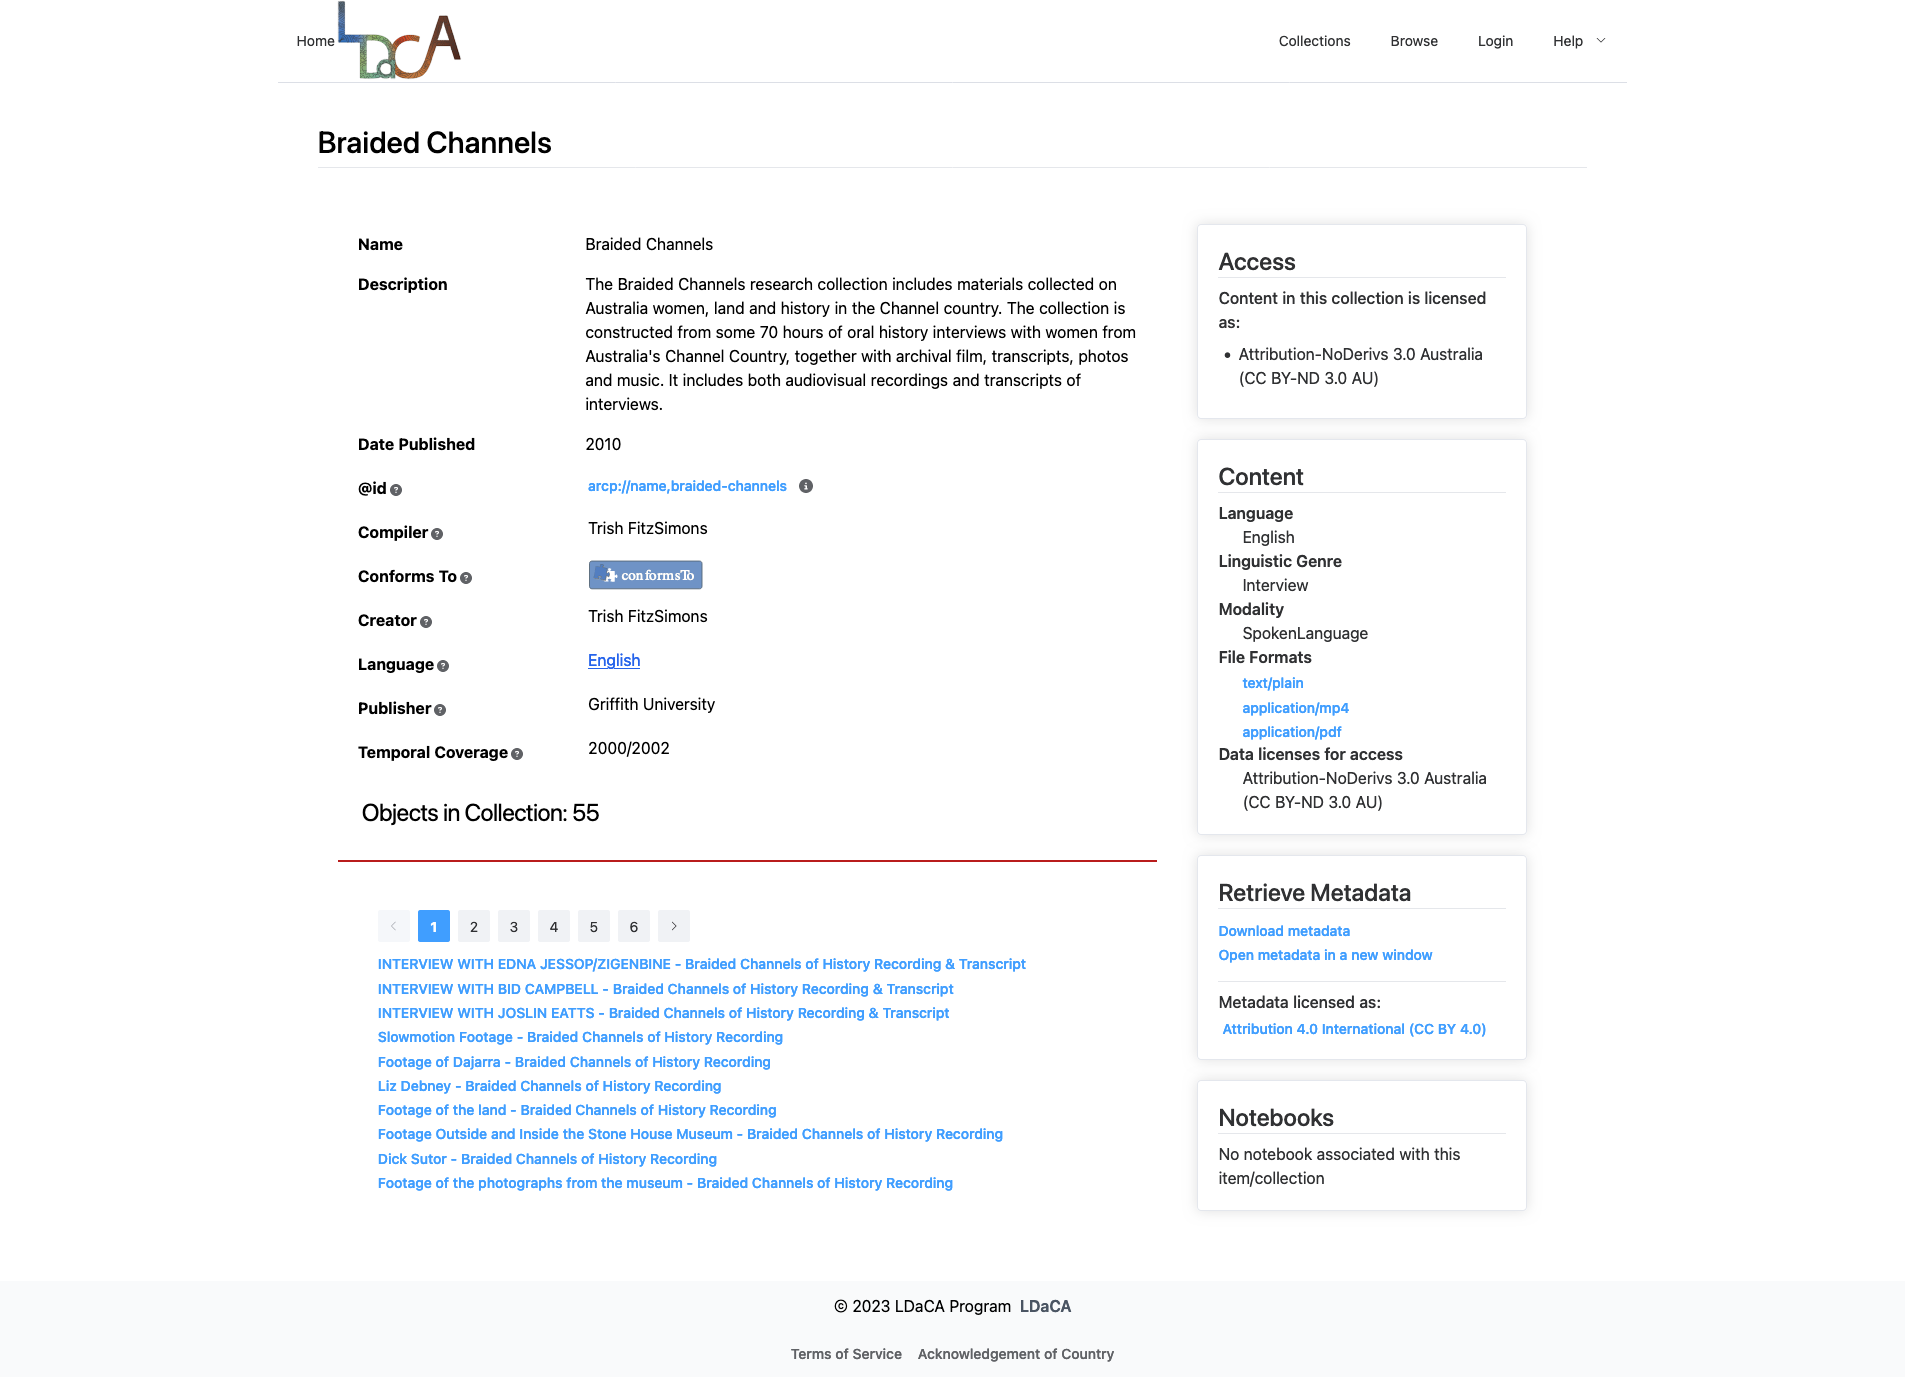 Home LDaCA Collections Browse Login Help
Braided Channels
Name Braided Channels
Description The Braided Channels research collection includes materials collected on
Australia women, land and history in the Channel country. The collection is
constructed from some 70 hours of oral history interviews with women from
Australia's Channel Country, together with archival film, transcripts, photos
and music. It includes both audiovisual recordings and transcripts of
interviews.
Date Published 2010
@id arcp://name,braided-channels
Compiler Trish FitzSimons
Conforms To conformsTo
Creator Trish FitzSimons
Language English
Publisher Griffith University
Temporal Coverage 2000/2002
Objects in Collection: 55
1 2 3 4 5 6
INTERVIEW WITH EDNA JESSOP/ZIGENBINE - Braided Channels of History Recording & Transcript
INTERVIEW WITH BID CAMPBELL - Braided Channels of History Recording & Transcript
INTERVIEW WITH JOSLIN EATTS - Braided Channels of History Recording & Transcript
Slowmotion Footage - Braided Channels of History Recording
Footage of Dajarra - Braided Channels of History Recording
Liz Debney - Braided Channels of History Recording
Footage of the land - Braided Channels of History Recording
Footage Outside and Inside the Stone House Museum - Braided Channels of History Recording
Dick Sutor - Braided Channels of History Recording
Footage of the photographs from the museum - Braided Channels of History Recording
Access
Content in this collection is licensed
as:
• Attribution-NoDerivs 3.0 Australia
(CC BY-ND 3.0 AU)
Content
Language
English
Linguistic Genre
Interview
Modality
SpokenLanguage
File Formats
text/plain
application/mp4
application/pdf
Data licenses for access
Attribution-NoDerivs 3.0 Australia
(CC BY-ND 3.0 AU)
Retrieve Metadata
Download metadata
Open metadata in a new window
Metadata licensed as:
Attribution 4.0 International (CC BY 4.0)
Notebooks
No notebook associated with this
item/collection
© 2023 LDaCA Program LDaCA
Terms of Service Acknowledgement of Country